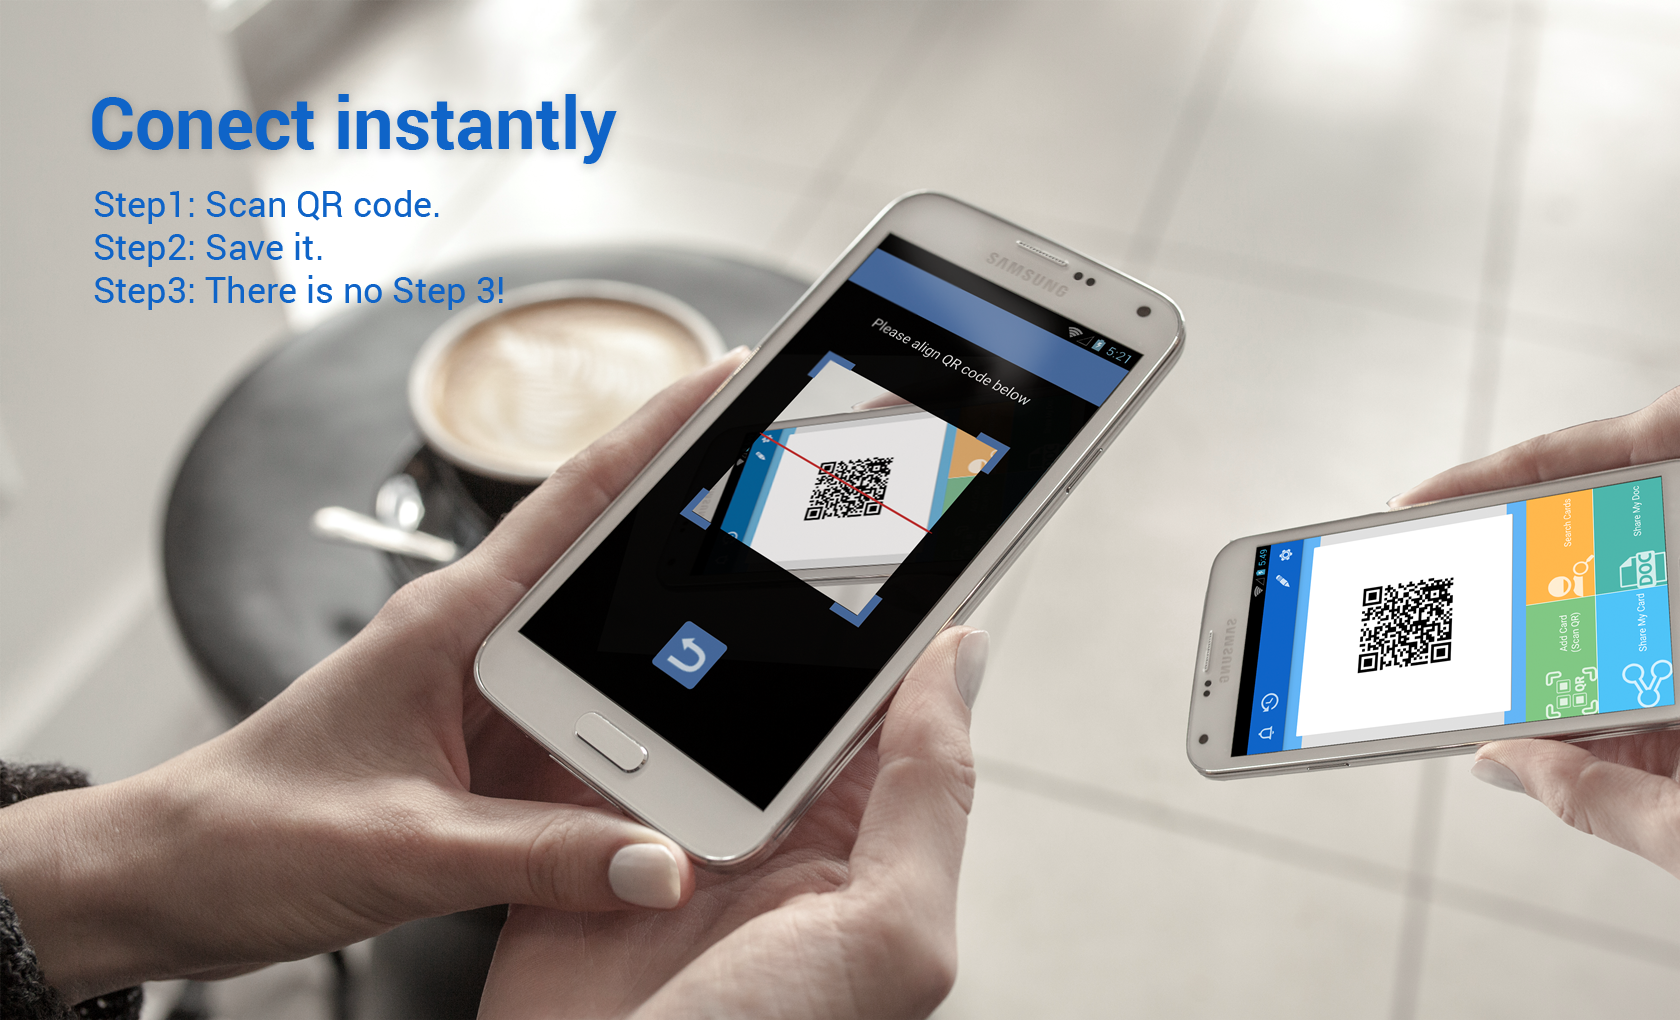 Conect instantly
Step1: Scan QR code.
Step2: Save it.
Step3: There is no Step 3!
SAMSUNG
5:21
Please align QR code below
SAMSUNG
5:49
Search Cards
Share My Doc
DOC
Add Card
(Scan QR)
QR
Share My Card